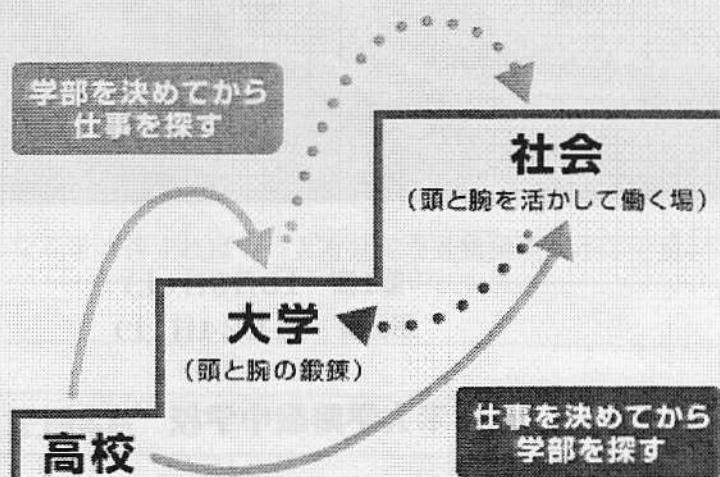 学部を決めてから
仕事を探す
社会
（頭と腕を活かして働く場）
大学
（頭と腕の鍛錬）
仕事を決めてから
学部を探す
高校